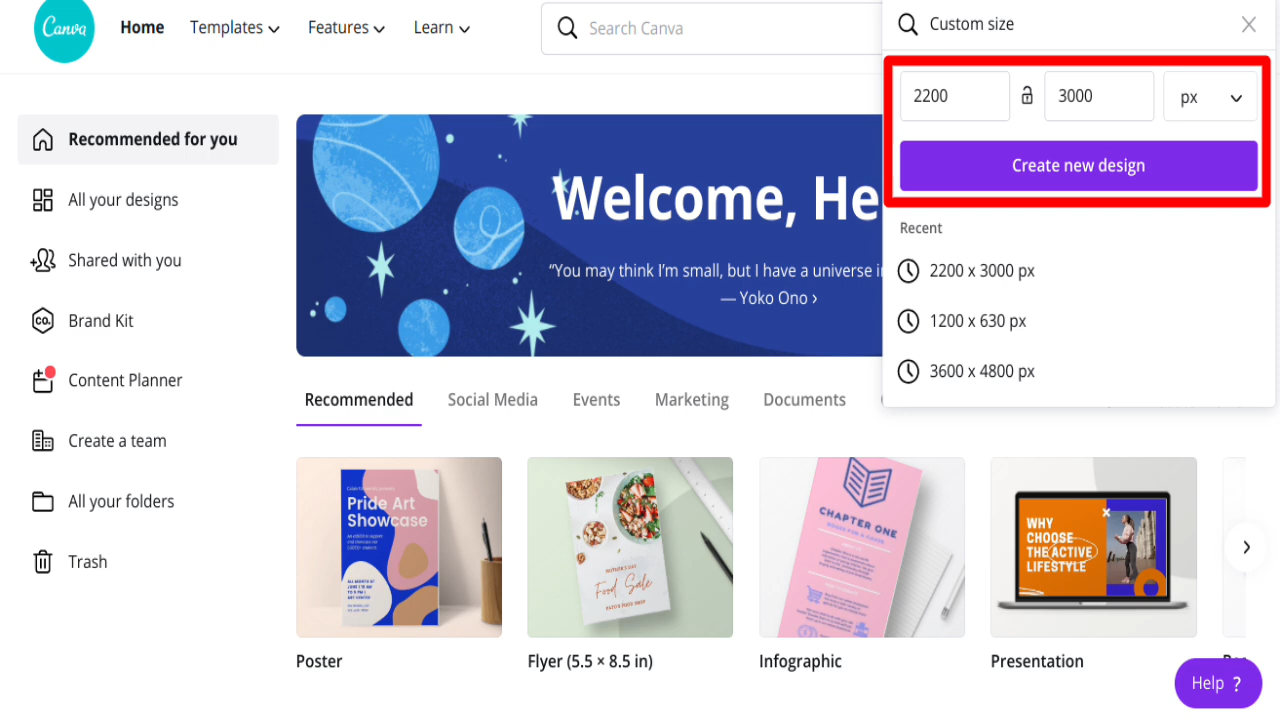 Canva
Home
Templates
Features
Learn
Search Canva
Custom size
2200
3000
px
Create new design
Recent
2200 x 3000 px
1200 x 630 px
3600 x 4800 px
Recommended for you
All your designs
Shared with you
CO.
Brand Kit
Content Planner
Create a team
All your folders
Trash
Welcome, He
“You may think I’m small, but I have a universe i
— Yoko Ono ›
Recommended
Social Media
Events
Marketing
Documents
Pride Art
Showcase
Food Sale
CHAPTER ONE
WHY
CHOOSE
THE ACTIVE
LIFESTYLE
Poster
Flyer (5.5 × 8.5 in)
Infographic
Presentation
Help ?